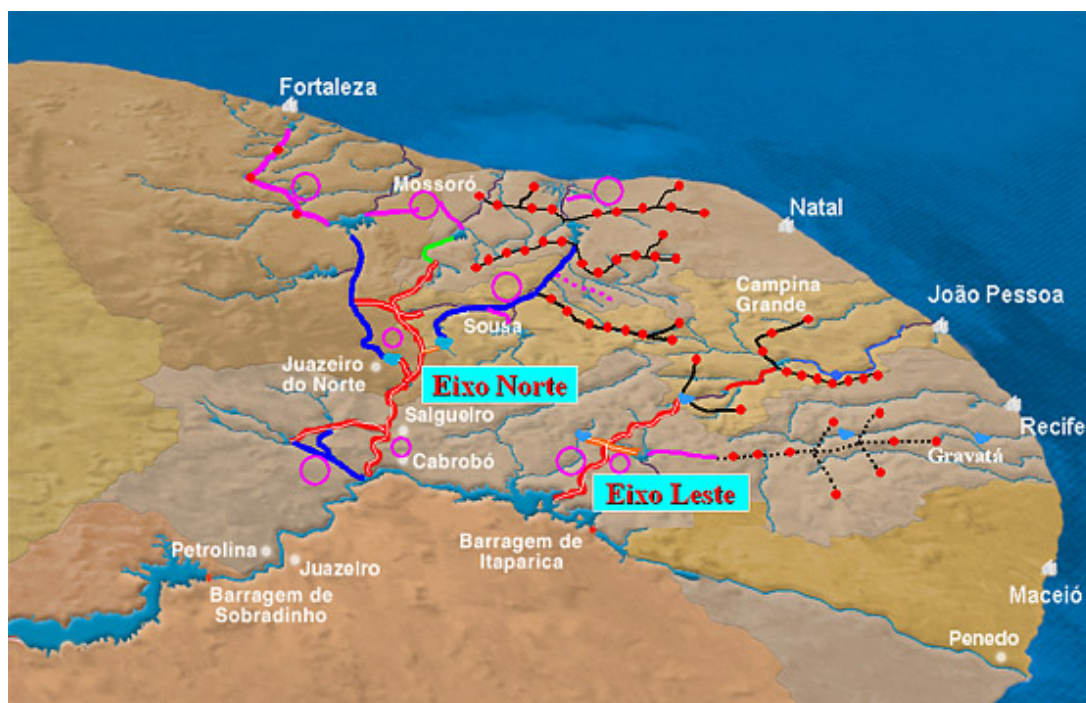 Fortaleza
Mossoró
Natal
Campina
Grande
João Pessoa
Sousa
Juazeiro
do Norte
Eixo Norte
Salgueiro
Recife
Cabrobó
Gravatá
Eixo Leste
Petrolina
Juazeiro
Barragem de
Itaparica
Barragem de
Sobradinho
Maceió
Penedo